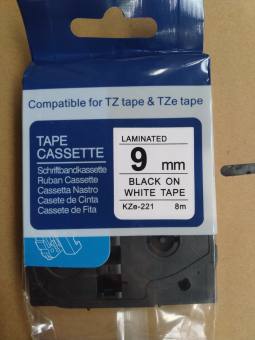 Compatible for TZ tape & TZe tape
TAPE
CASSETTE
Schriftbandkassette
Ruban Cassette
Cassetta Nastro
Casete de Cinta
Cassete de Fita
LAMINATED
9 mm
BLACK ON
WHITE TAPE
KZe-221 8m